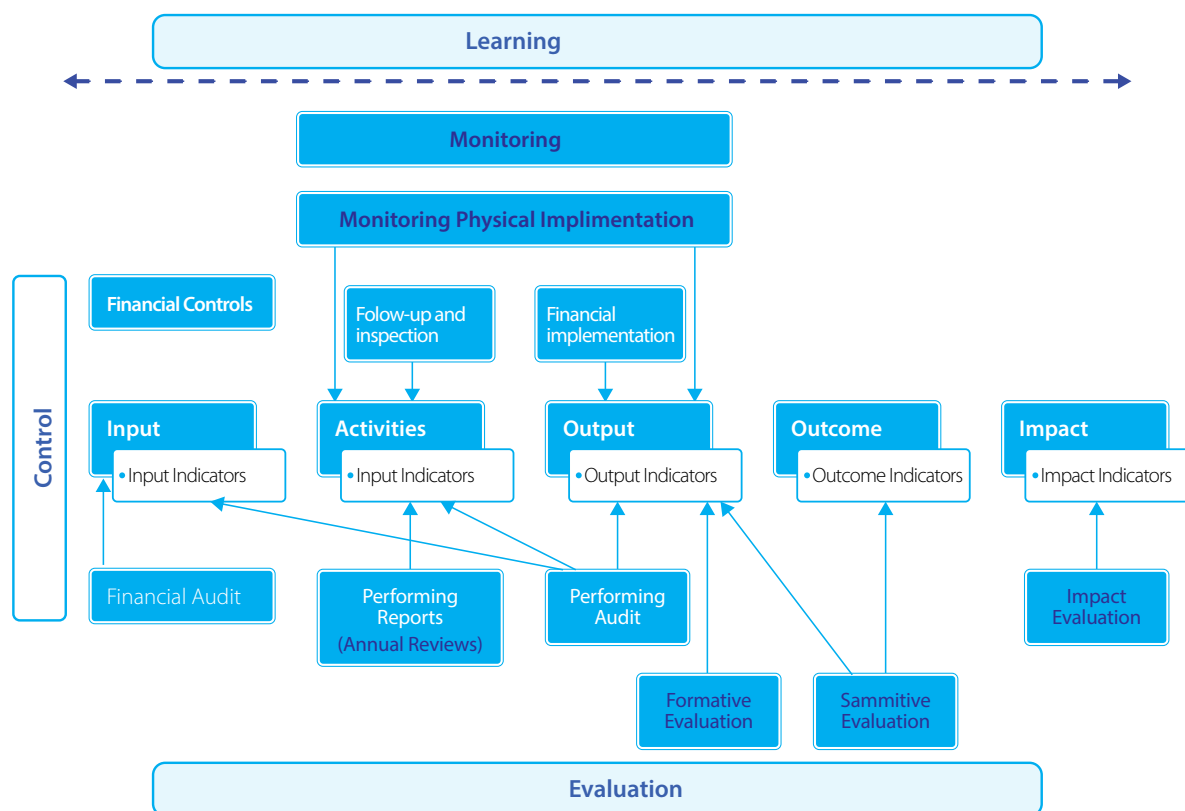 Learning
Monitoring
Monitoring Physical Implimentation
Control
Financial Controls
Folow-up and
inspection
Financial
implementation
Input
• Input Indicators
Activities
• Input Indicators
Output
• Output Indicators
Outcome
• Outcome Indicators
Impact
• Impact Indicators
Financial Audit
Performing
Reports
(Annual Reviews)
Performing
Audit
Impact
Evaluation
Formative
Evaluation
Sammitive
Evaluation
Evaluation